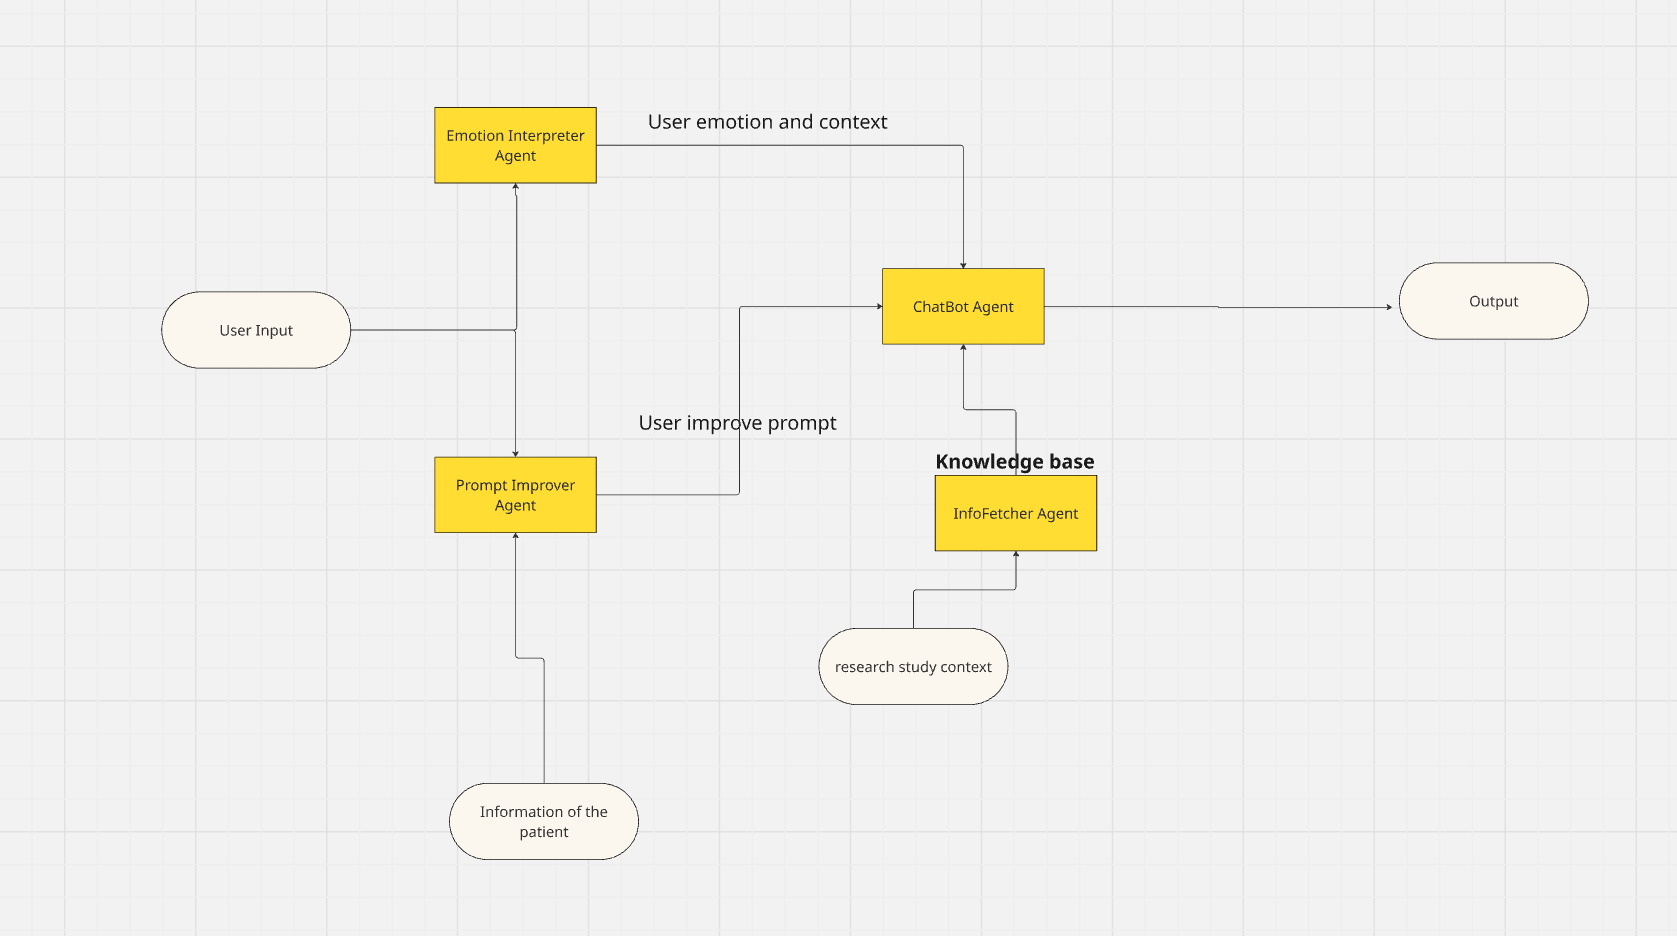 Emotion Interpreter
Agent
User emotion and context
User Input
ChatBot Agent
Output
User improve prompt
Prompt Improver
Agent
Knowledge base
InfoFetcher Agent
research study context
Information of the
patient